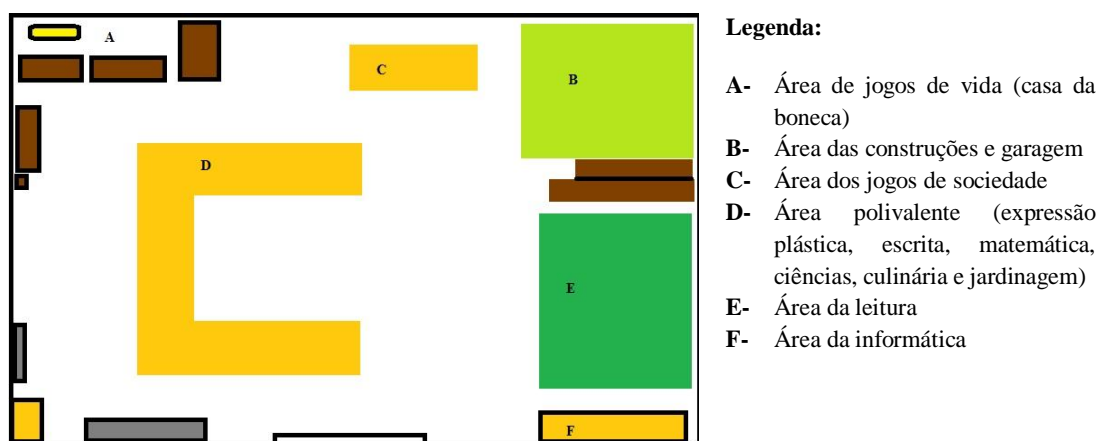 A
C
B
D
E
F
Legenda:
A- Área de jogos de vida (casa da
boneca)
B- Área das construções e garagem
C- Área dos jogos de sociedade
D- Área polivalente (expressão
plástica, escrita, matemática,
ciências, culinária e jardinagem)
E- Área da leitura
F- Área da informática